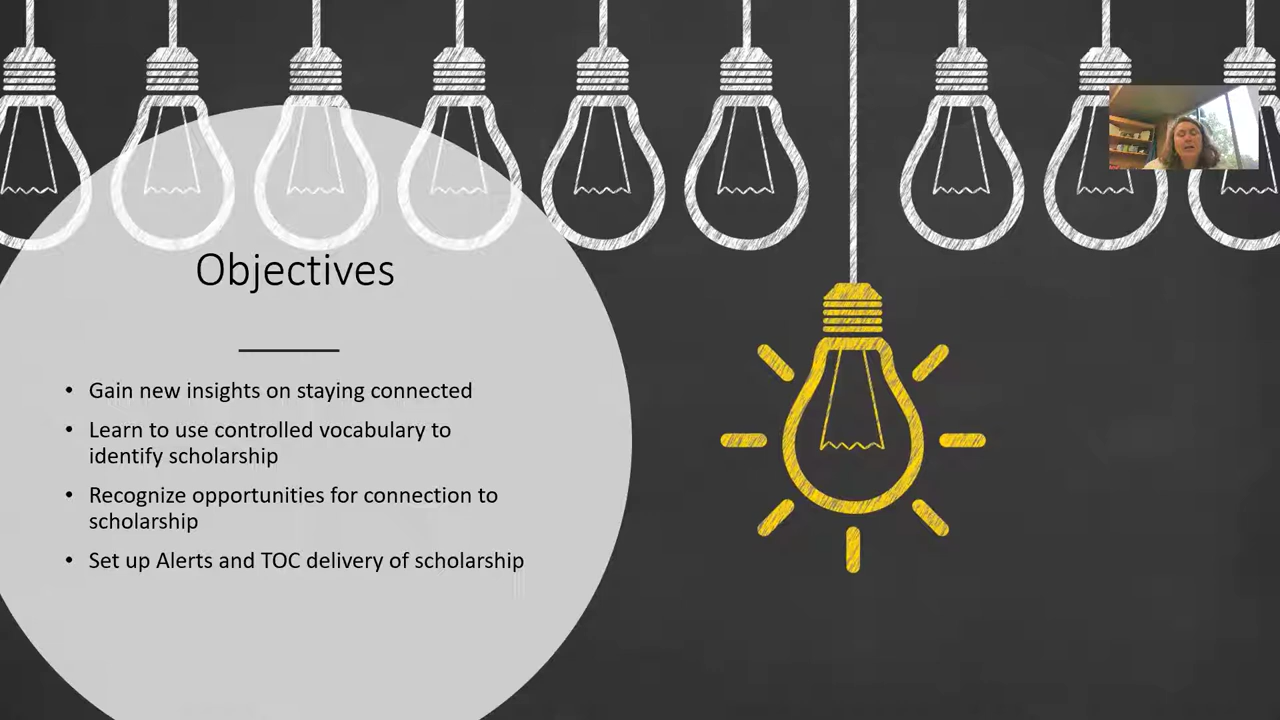 Objectives
• Gain new insights on staying connected
• Learn to use controlled vocabulary to
identify scholarship
• Recognize opportunities for connection to
scholarship
• Set up Alerts and TOC delivery of scholarship